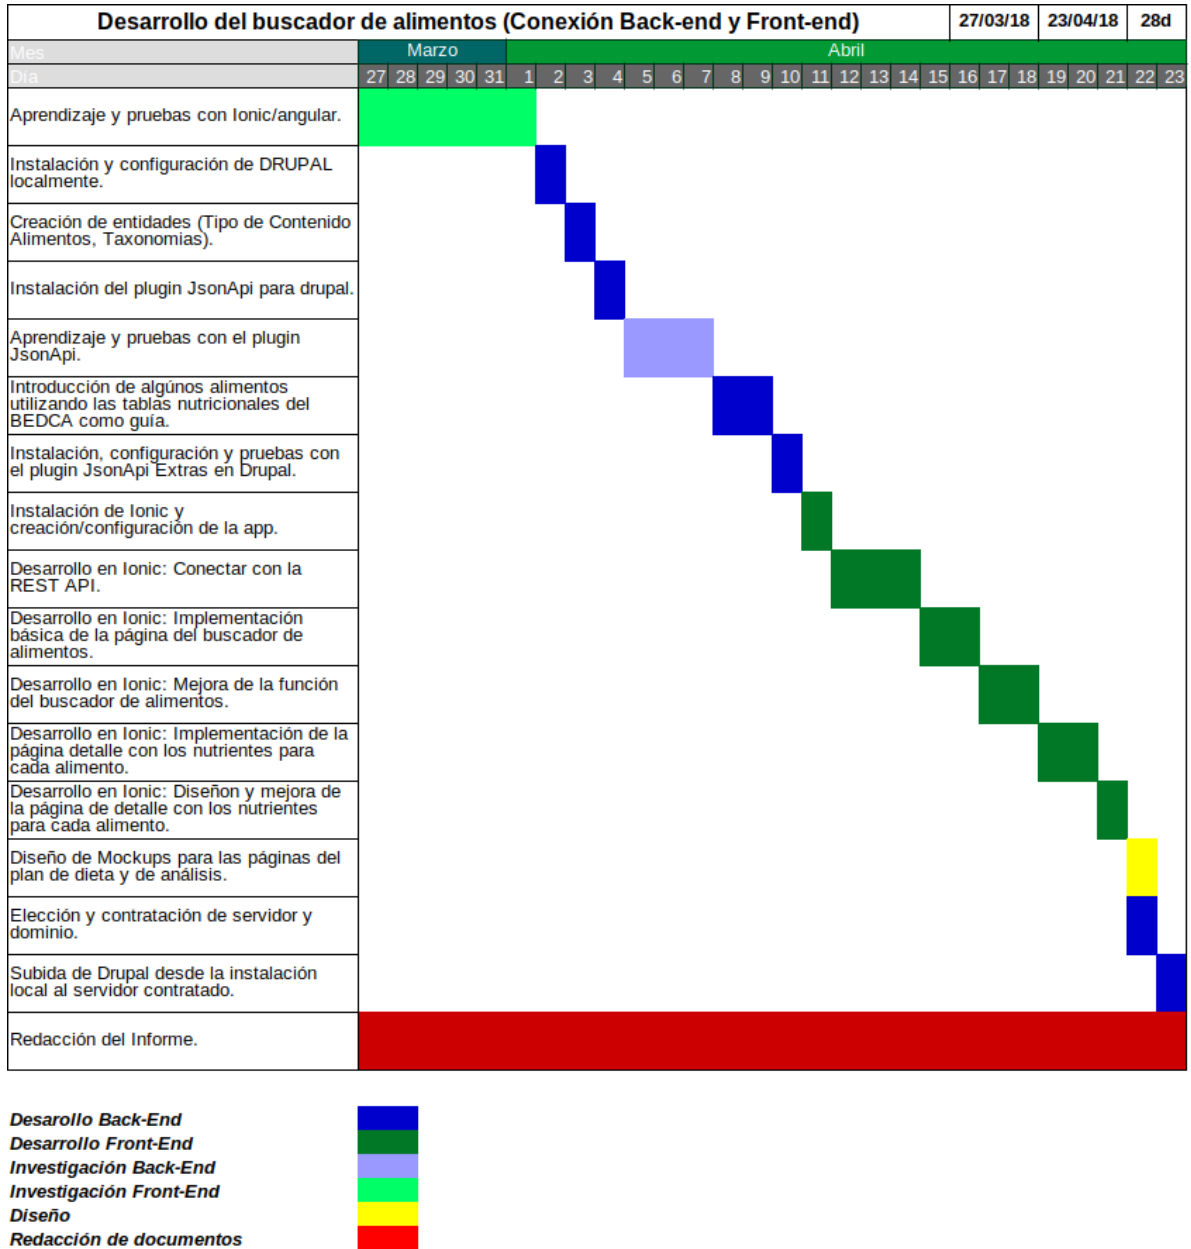 Desarrollo del buscador de alimentos (Conexión Back-end y Front-end) 27/03/18 23/04/18 28d
Mes Marzo Abril
Día 27 28 29 30 31 1 2 3 4 5 6 7 8 9 10 11 12 13 14 15 16 17 18 19 20 21 22 23
Aprendizaje y pruebas con Ionic/angular.
Instalación y configuración de DRUPAL
localmente.
Creación de entidades (Tipo de Contenido
Alimentos, Taxonomias).
Instalación del plugin JsonApi para drupal.
Aprendizaje y pruebas con el plugin
JsonApi.
Introducción de algúnos alimentos
utilizando las tablas nutricionales del
BEDCA como guía.
Instalación, configuración y pruebas con
el plugin JsonApi Extras en Drupal.
Instalación de Ionic y
creación/configuración de la app.
Desarrollo en Ionic: Conectar con la
REST API.
Desarrollo en Ionic: Implementación
básica de la página del buscador de
alimentos.
Desarrollo en Ionic: Mejora de la función
del buscador de alimentos.
Desarrollo en Ionic: Implementación de la
página detalle con los nutrientes para
cada alimento.
Desarrollo en Ionic: Diseñon y mejora de
la página de detalle con los nutrientes
para cada alimento.
Diseño de Mockups para las páginas del
plan de dieta y de análisis.
Elección y contratación de servidor y
dominio.
Subida de Drupal desde la instalación
local al servidor contratado.
Redacción del Informe.
Desarollo Back-End
Desarrollo Front-End
Investigación Back-End
Investigación Front-End
Diseño
Redacción de documentos